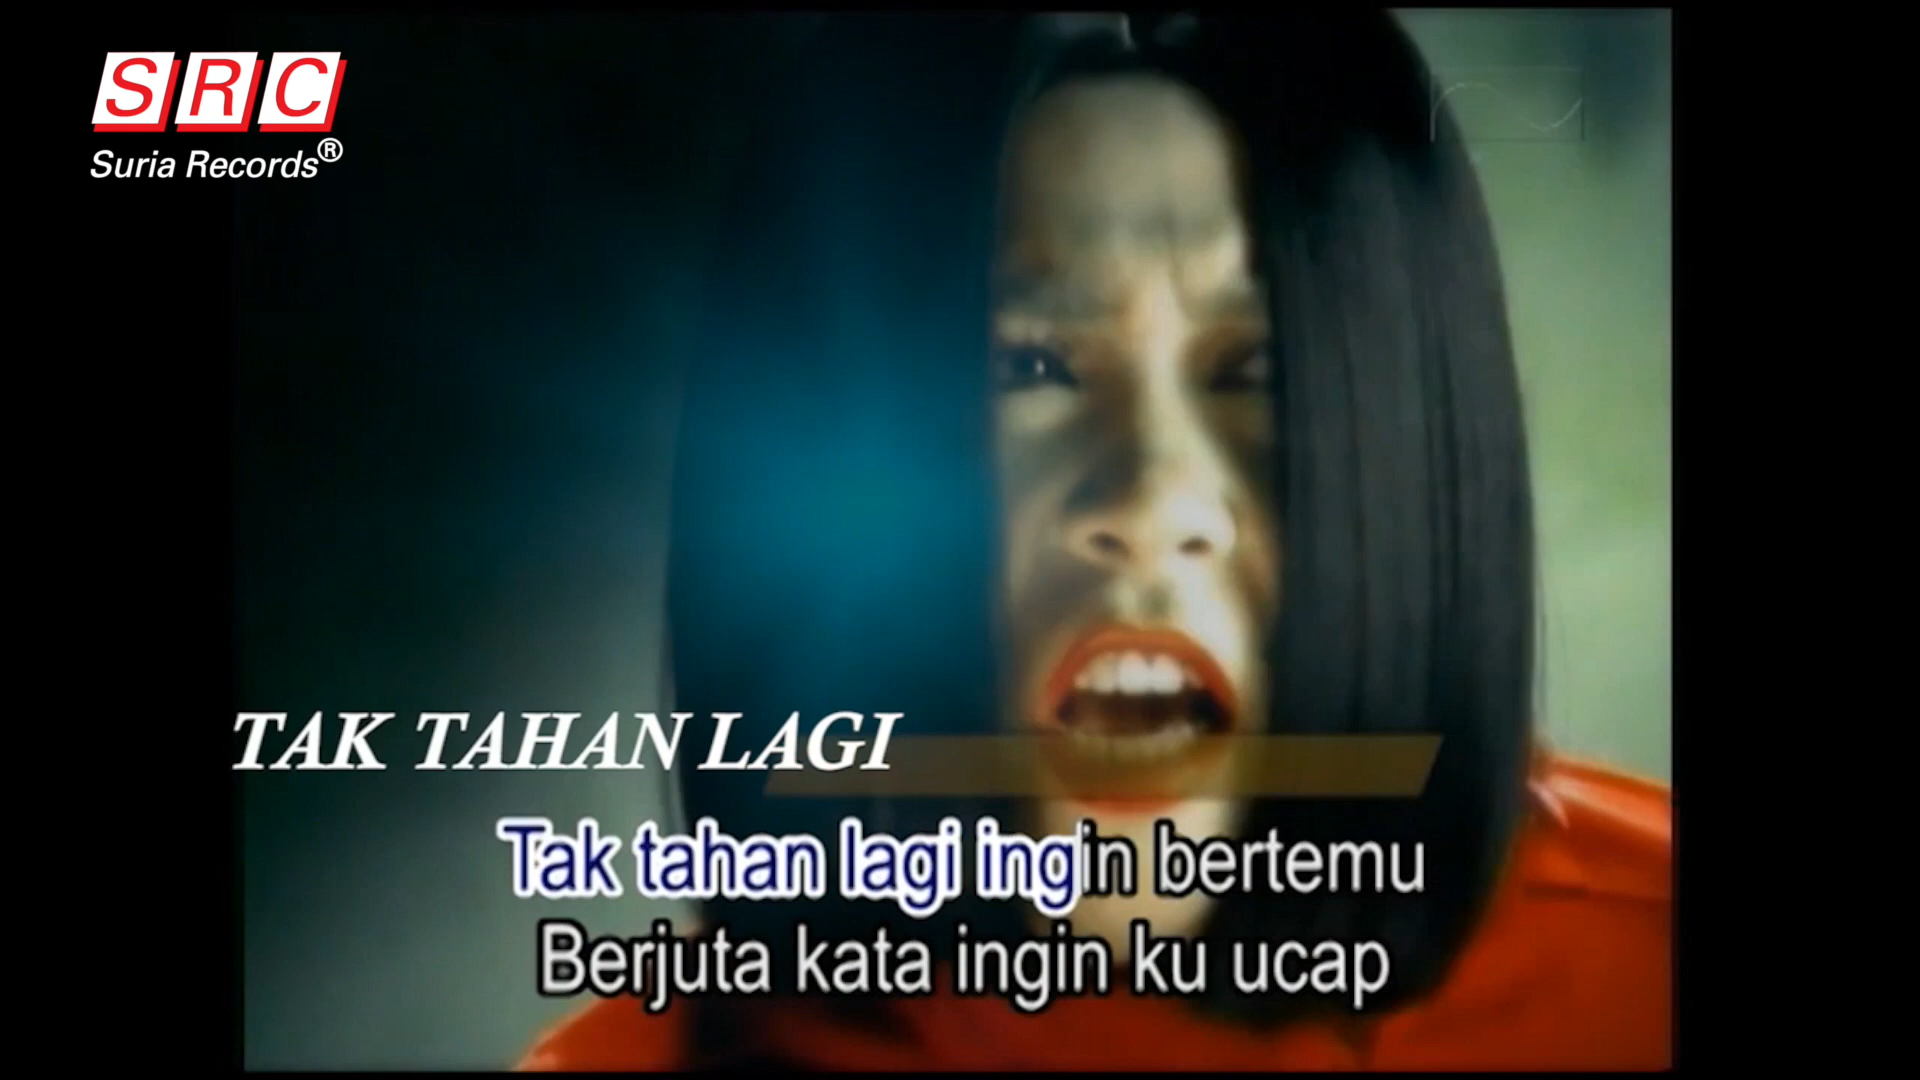 SRC
Suria Records®
TAK TAHAN LAGI
Tak tahan lagi ingin bertemu
Berjuta kata ingin ku ucap